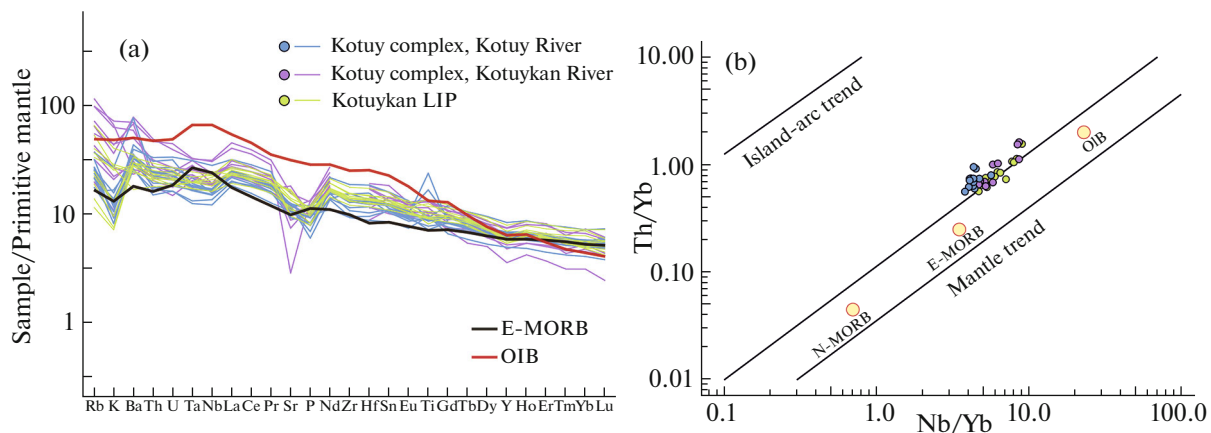 (a)
Kotuy complex, Kotuy River
Kotuy complex, Kotuykan River
Kotuykan LIP
Sample/Primitive mantle
100
10
1
E-MORB
OIB
Rb K Ba Th U Ta Nb La Ce Pr Sr P Nd Zr Hf Sn Eu Ti Gd Tb Dy Y Ho Er Tm Yb Lu
(b)
Th/Yb
10.00
1.00
0.10
0.01
Island-arc trend
OIB
E-MORB
Mantle trend
N-MORB
0.1 1.0 10.0 100.0
Nb/Yb